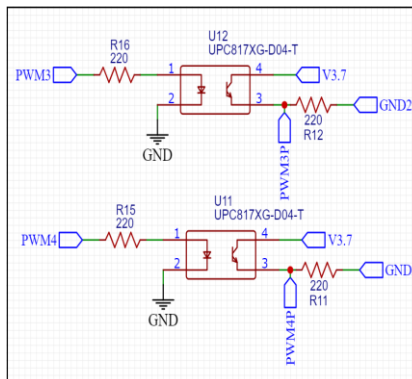 U12
UPC817XG-D04-T
R16
220
PWM3
1
4
V3.7
2
3
GND2
220
R12
GND
PWM3P
U11
UPC817XG-D04-T
R15
220
PWM4
1
4
V3.7
2
3
GND
220
R11
GND
PWM4P